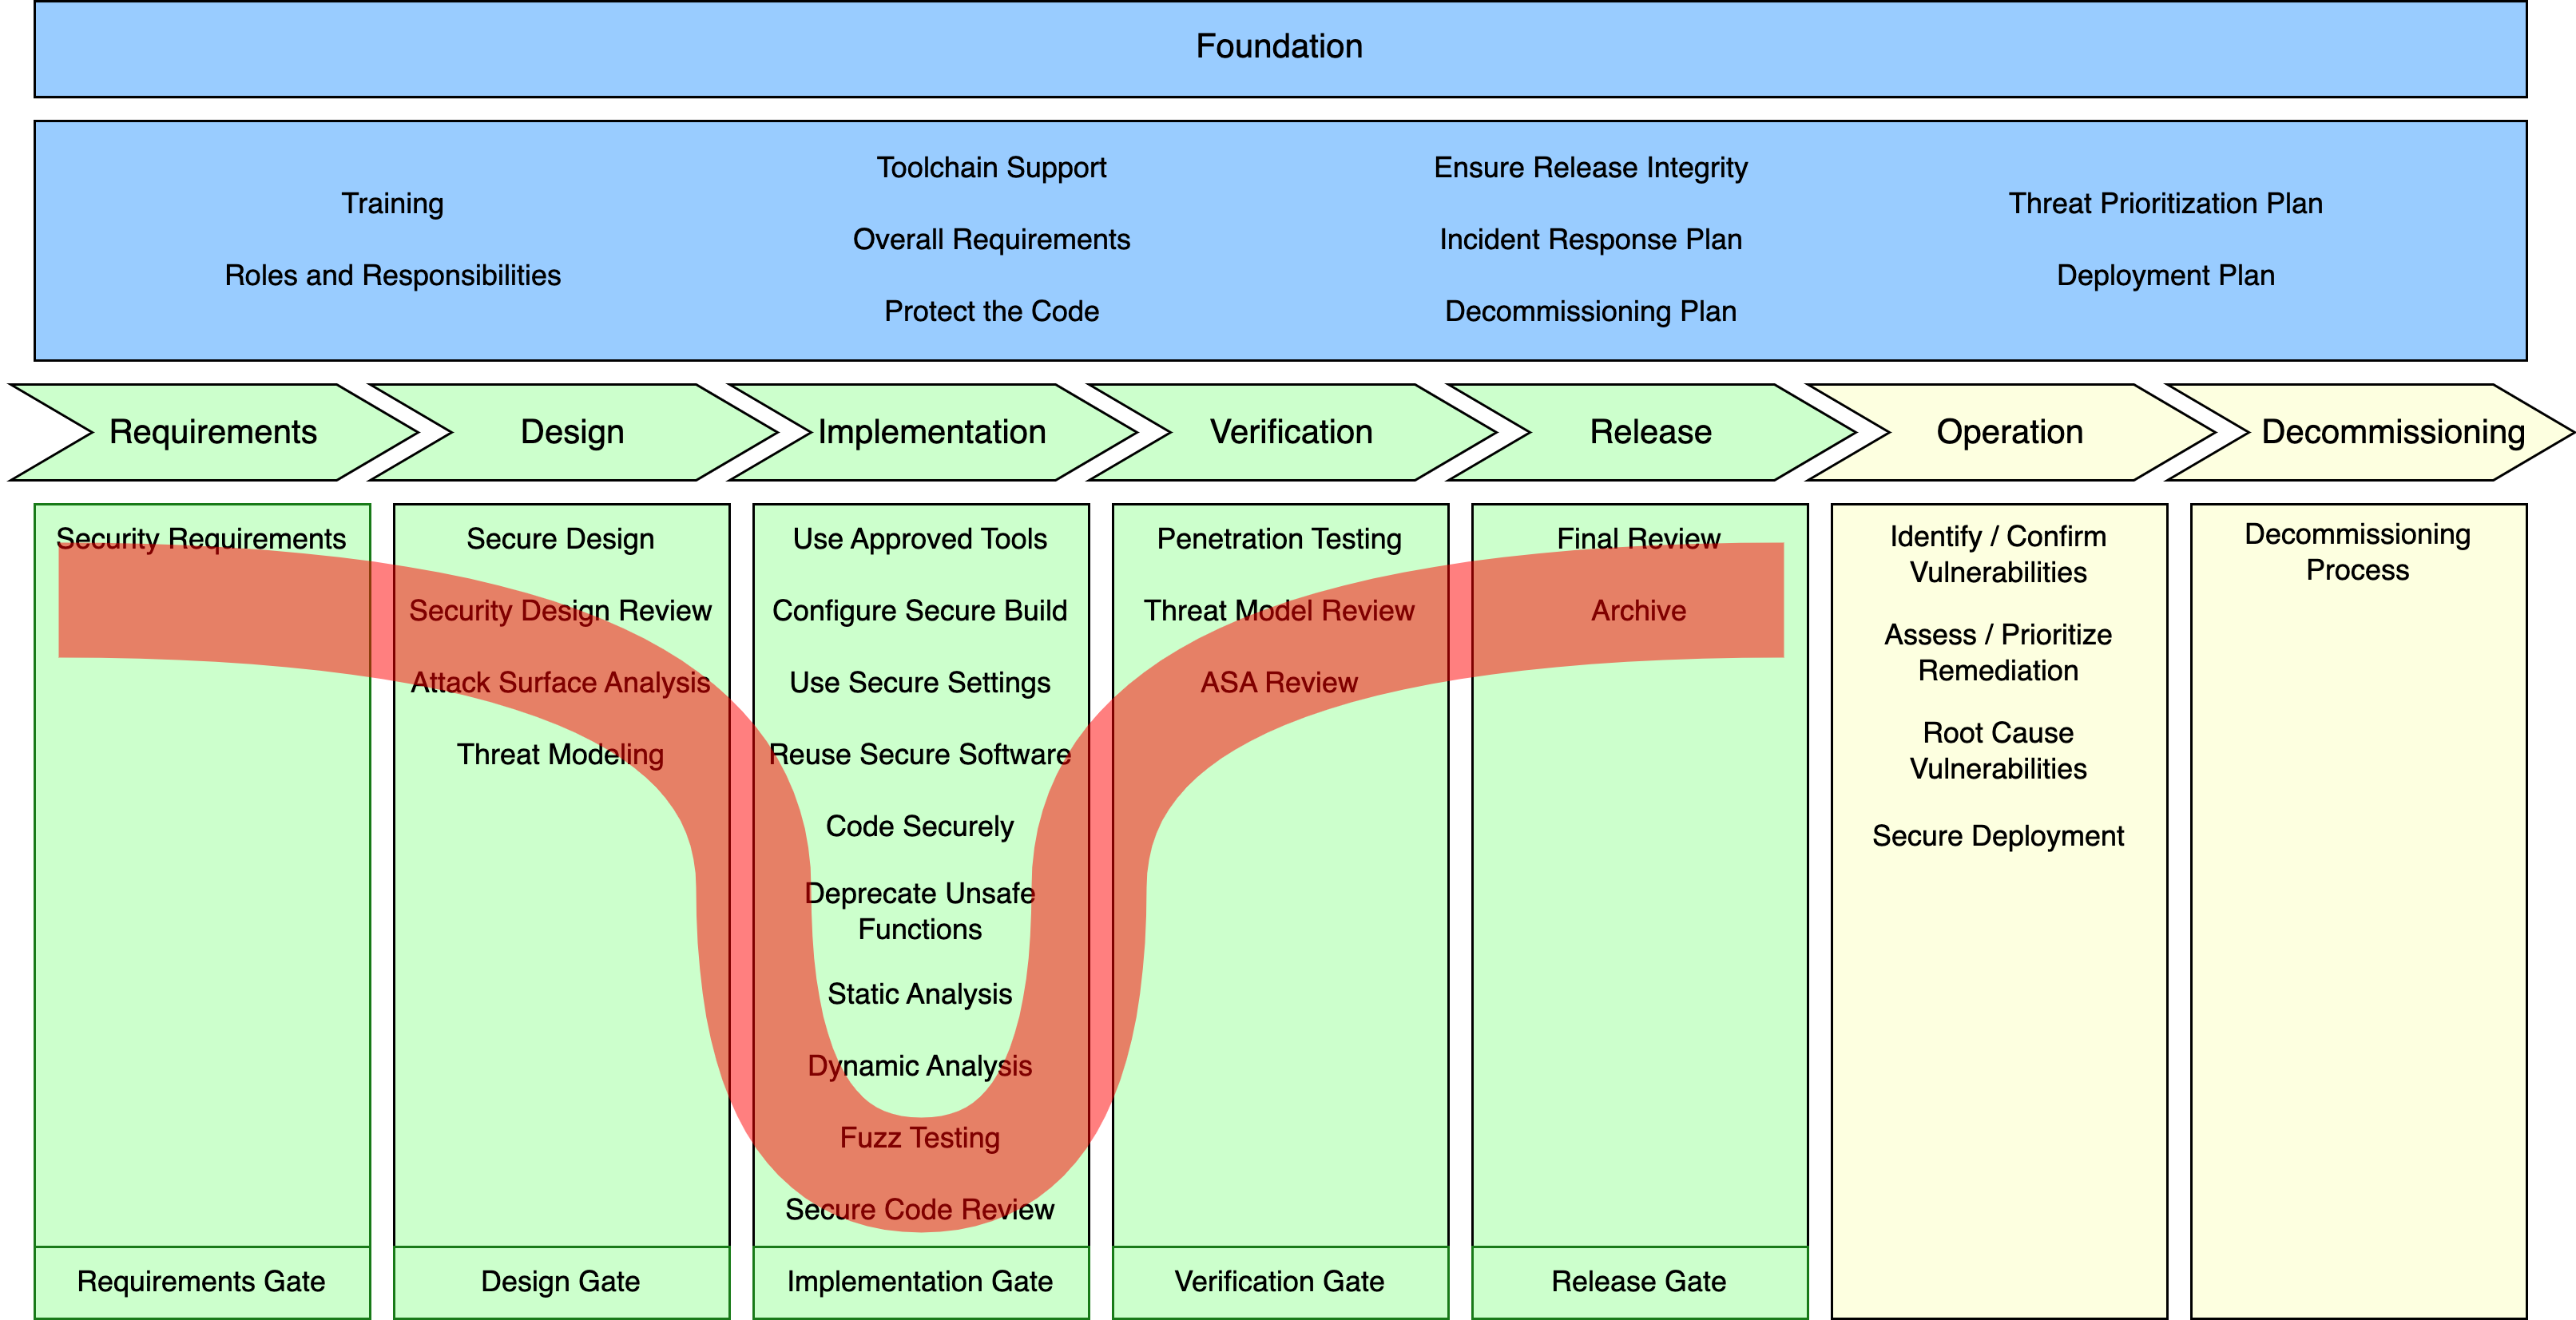 Foundation
Training
Roles and Responsibilities
Toolchain Support
Overall Requirements
Protect the Code
Ensure Release Integrity
Incident Response Plan
Decommissioning Plan
Threat Prioritization Plan
Deployment Plan
Requirements
Design
Implementation
Verification
Release
Operation
Decommissioning
Security Requirements
Requirements Gate
Secure Design
Security Design Review
Attack Surface Analysis
Threat Modeling
Design Gate
Use Approved Tools
Configure Secure Build
Use Secure Settings
Reuse Secure Software
Code Securely
Deprecate Unsafe
Functions
Static Analysis
Dynamic Analysis
Fuzz Testing
Secure Code Review
Implementation Gate
Penetration Testing
Threat Model Review
ASA Review
Verification Gate
Final Review
Archive
Release Gate
Identify / Confirm
Vulnerabilities
Assess / Prioritize
Remediation
Root Cause
Vulnerabilities
Secure Deployment
Decommissioning
Process